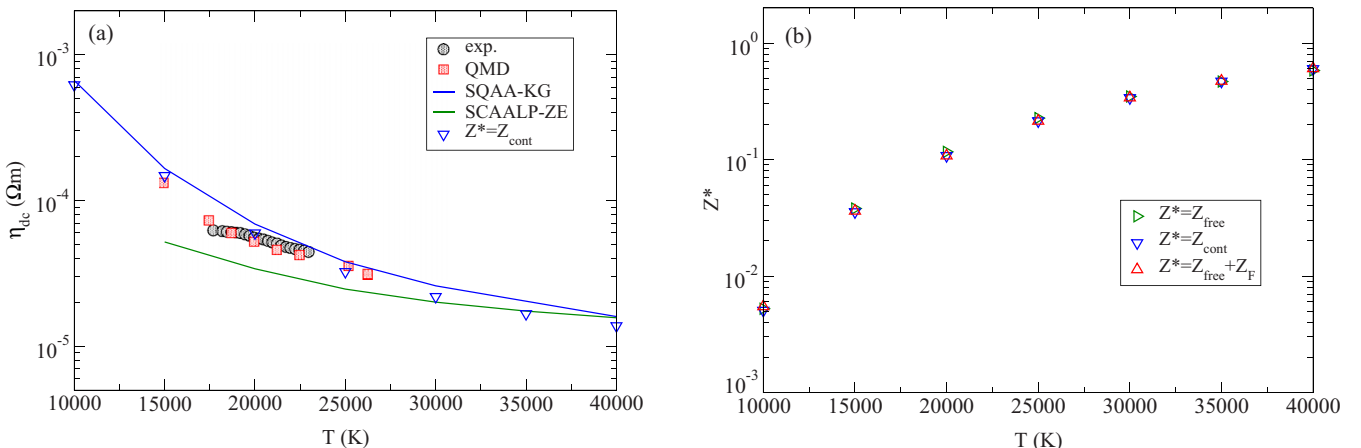 (a)
exp.
QMD
SQAA-KG
SCAALP-ZE
Z*=Z_cont
10^-3
10^-4
10^-5
η_dc (Ωm)
10000 15000 20000 25000 30000 35000 40000
T (K)
(b)
10^0
10^-1
10^-2
10^-3
Z*
Z*=Z_free
Z*=Z_cont
Z*=Z_free+Z_F
10000 15000 20000 25000 30000 35000 40000
T (K)